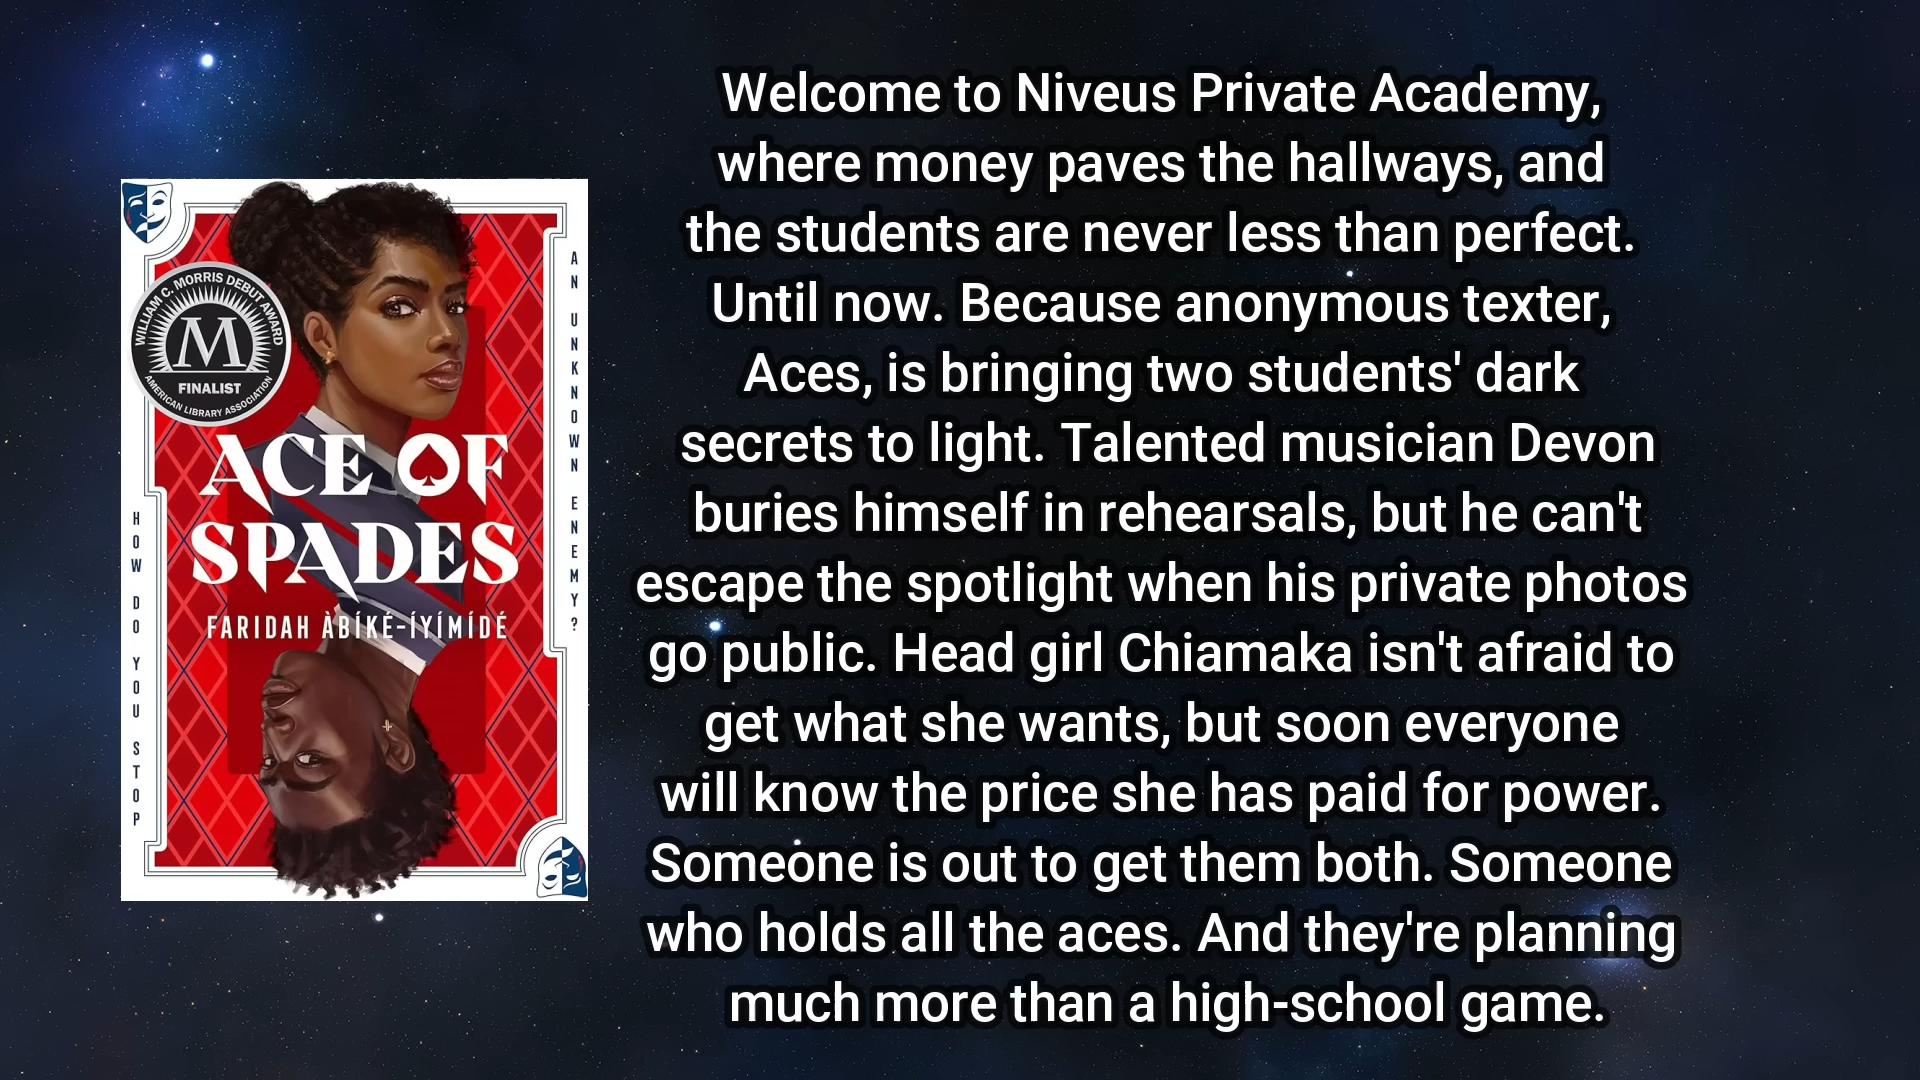 WILLIAM C. MORRIS DEBUT AWARD
M
FINALIST
AMERICAN LIBRARY ASSOCIATION
ACE OF
SPADES
FARIDAH ÀBÍKÉ-ÍYÍMÍDÉ
HOW DO YOU STOP
AN UNKNOWN ENEMY?
Welcome to Niveus Private Academy,
where money paves the hallways, and
the students are never less than perfect.
Until now. Because anonymous texter,
Aces, is bringing two students' dark
secrets to light. Talented musician Devon
buries himself in rehearsals, but he can't
escape the spotlight when his private photos
go public. Head girl Chiamaka isn't afraid to
get what she wants, but soon everyone
will know the price she has paid for power.
Someone is out to get them both. Someone
who holds all the aces. And they're planning
much more than a high-school game.